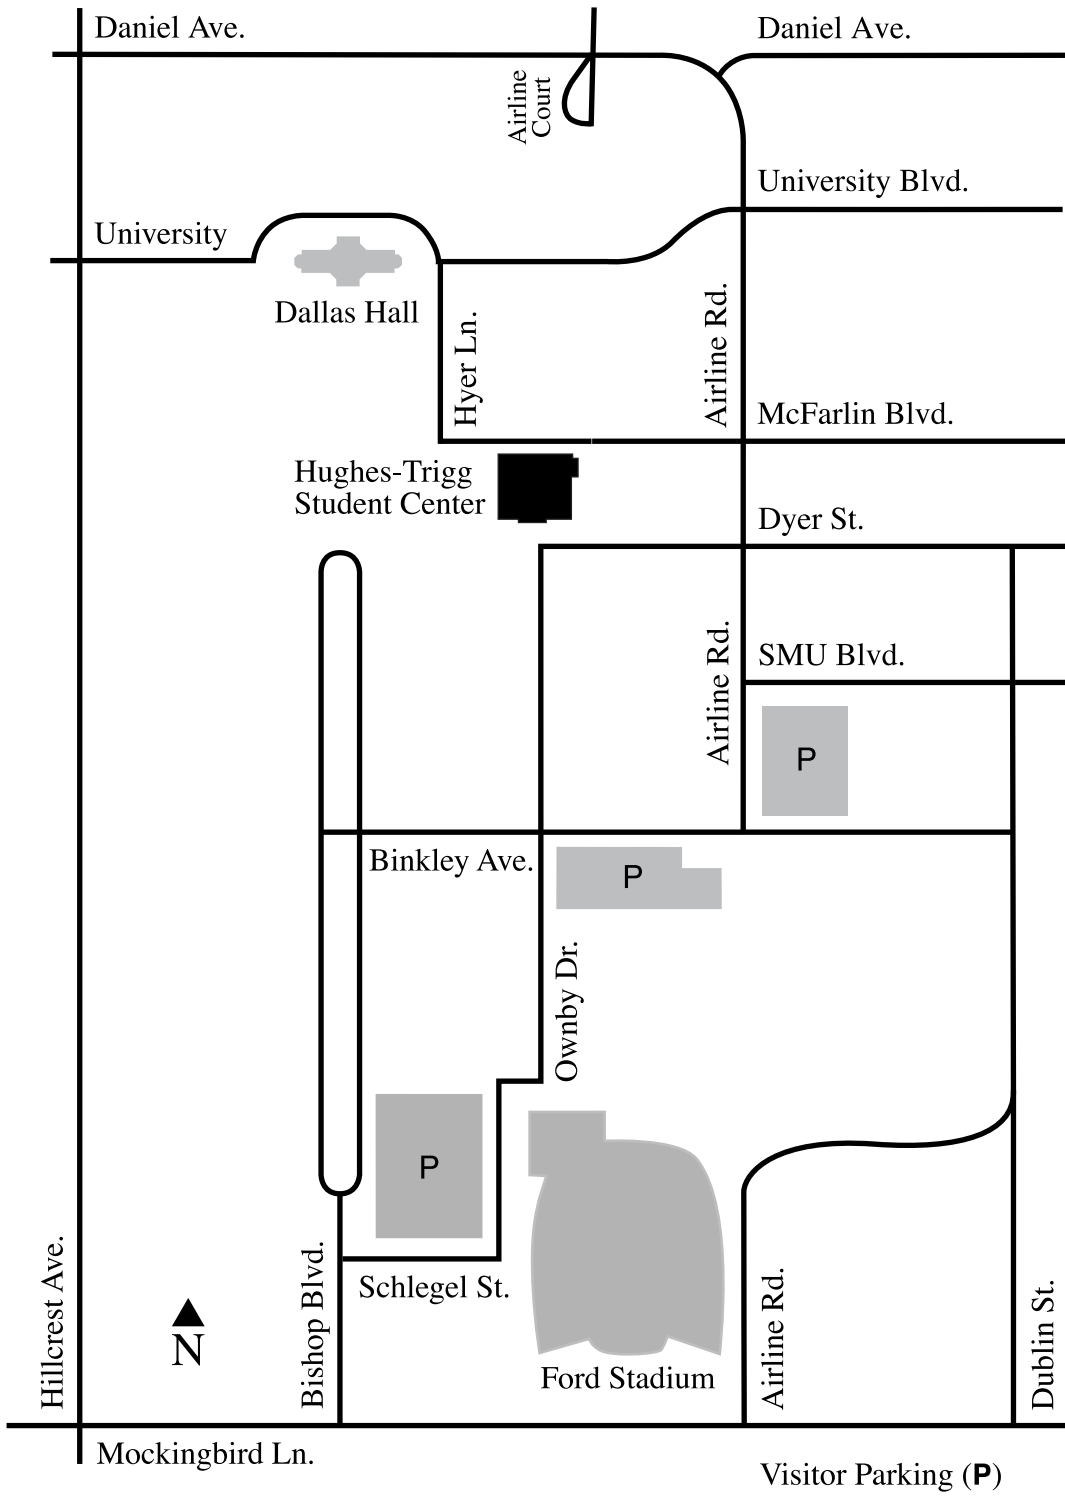 Daniel Ave.
Daniel Ave.
Airline
Court
University Blvd.
University
Dallas Hall
Hyer Ln.
Airline Rd.
McFarlin Blvd.
Hughes-Trigg
Student Center
Dyer St.
Airline Rd.
SMU Blvd.
P
Binkley Ave.
P
Ownby Dr.
P
Hillcrest Ave.
N
Bishop Blvd.
Schlegel St.
Ford Stadium
Airline Rd.
Dublin St.
Mockingbird Ln.
Visitor Parking (P)